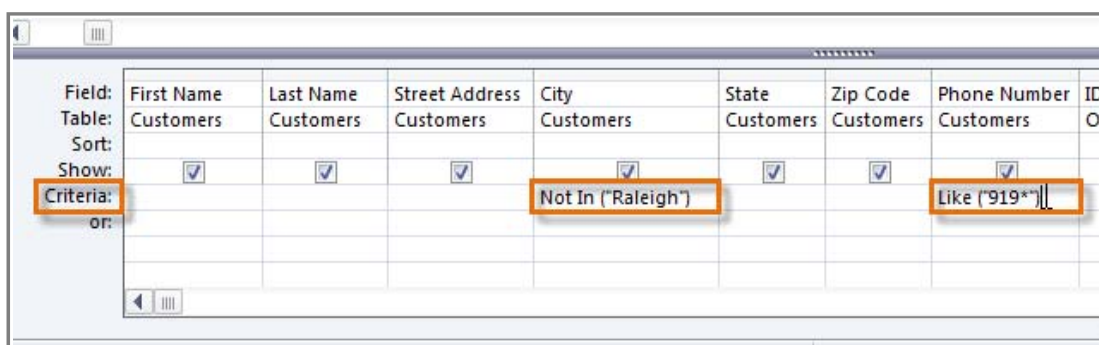 Field: First Name Last Name Street Address City State Zip Code Phone Number ID
Table: Customers Customers Customers Customers Customers Customers Customers O
Sort:
Show:
Criteria: Not In ("Raleigh") Like ("919*")
or: